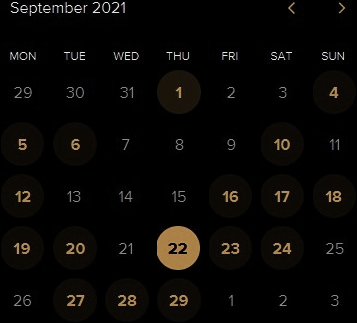 September 2021
MON TUE WED THU FRI SAT SUN
29 30 31 1 2 3 4
5 6 7 8 9 10 11
12 13 14 15 16 17 18
19 20 21 22 23 24 25
26 27 28 29 1 2 3